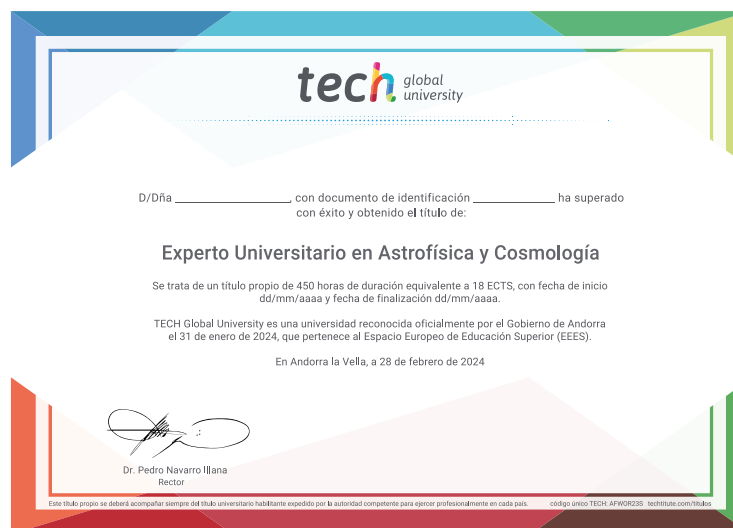 tech global university
D/Dña ____________, con documento de identificación ____________ ha superado
con éxito y obtenido el título de:
Experto Universitario en Astrofísica y Cosmología
Se trata de un título propio de 450 horas de duración equivalente a 18 ECTS, con fecha de inicio
dd/mm/aaaa y fecha de finalización dd/mm/aaaa.
TECH Global University es una universidad reconocida oficialmente por el Gobierno de Andorra
el 31 de enero de 2024, que pertenece al Espacio Europeo de Educación Superior (EEES).
En Andorra la Vella, a 28 de febrero de 2024
Dr. Pedro Navarro Illana
Rector
Este título propio se deberá acompañar siempre del título universitario habilitante expedido por la autoridad competente para ejercer profesionalmente en cada país. código único TECH: AFWOR23S techtitute.com/titulos